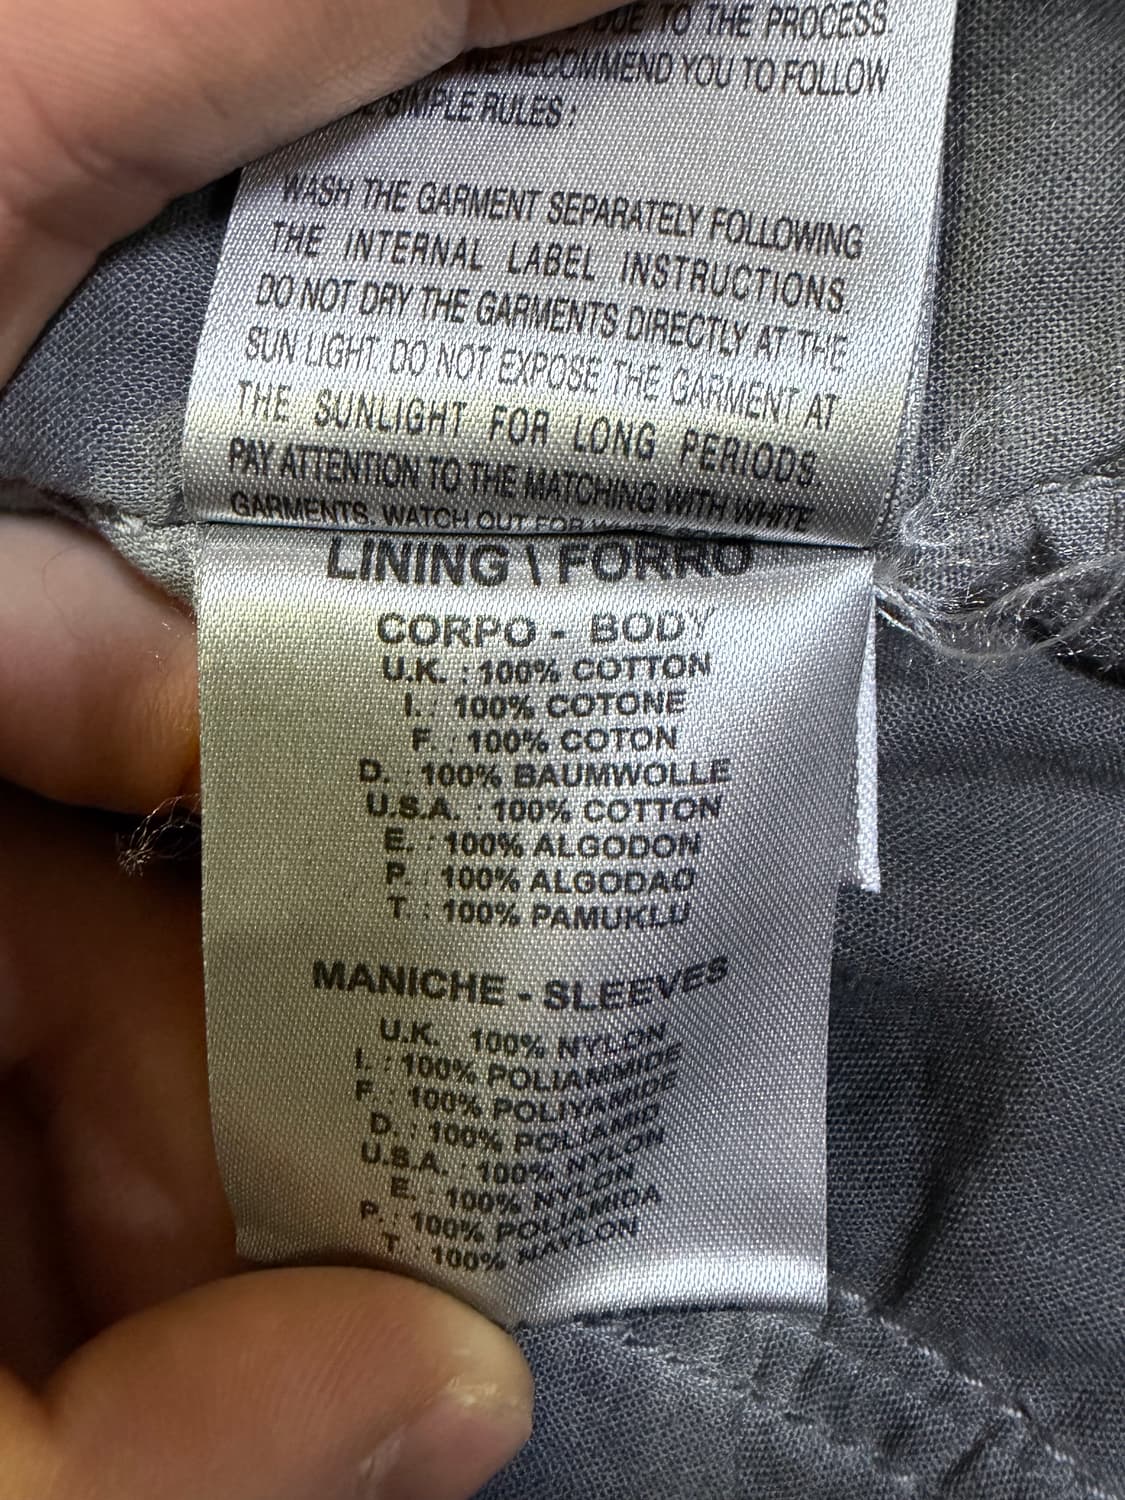 DUE TO THE PROCESS
WE RECOMMEND YOU TO FOLLOW
SIMPLE RULES :
WASH THE GARMENT SEPARATELY FOLLOWING
THE INTERNAL LABEL INSTRUCTIONS.
DO NOT DRY THE GARMENTS DIRECTLY AT THE
SUN LIGHT. DO NOT EXPOSE THE GARMENT AT
THE SUNLIGHT FOR LONG PERIODS.
PAY ATTENTION TO THE MATCHING WITH WHITE
GARMENTS. WATCH OUT FOR
LINING \ FORRO
CORPO - BODY
U.K. : 100% COTTON
I. : 100% COTONE
F. : 100% COTON
D. : 100% BAUMWOLLE
U.S.A. : 100% COTTON
E. : 100% ALGODON
P. : 100% ALGODAO
T. : 100% PAMUKLU
MANICHE - SLEEVES
U.K. 100% NYLON
I. : 100% POLIAMMIDE
F. : 100% POLIYAMIDE
D. : 100% POLIAMID
U.S.A. : 100% NYLON
E. : 100% NYLON
P. : 100% POLIAMIDA
T : 100% NAYLON